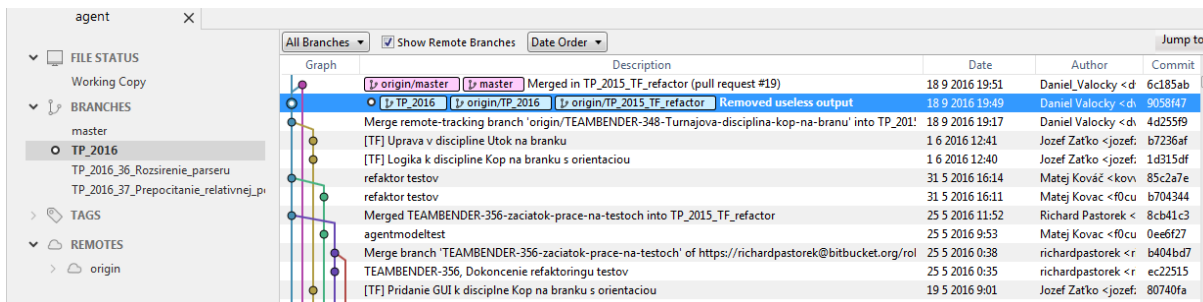 agent
FILE STATUS
Working Copy
BRANCHES
master
TP_2016
TP_2016_36_Rozsirenie_parseru
TP_2016_37_Prepocitanie_relativnej_p
TAGS
REMOTES
origin
All Branches Show Remote Branches Date Order Jump to
Graph Description Date Author Commit
origin/master master Merged in TP_2015_TF_refactor (pull request #19) 18 9 2016 19:51 Daniel_Valocky <d 6c185ab
TP_2016 origin/TP_2016 origin/TP_2015_TF_refactor Removed useless output 18 9 2016 19:49 Daniel Valocky <d 9058f47
Merge remote-tracking branch 'origin/TEAMBENDER-348-Turnajova-disciplina-kop-na-branu' into TP_201 18 9 2016 19:17 Daniel Valocky <d 4d255f9
[TF] Uprava v discipline Utok na branku 1 6 2016 12:41 Jozef Zaťko <jozef. b7236af
[TF] Logika k discipline Kop na branku s orientaciou 1 6 2016 12:40 Jozef Zaťko <jozef. 1d315df
refaktor testov 31 5 2016 16:14 Matej Kováč <kov 85c2a7e
refaktor testov 31 5 2016 16:11 Matej Kovac <f0cu b704344
Merged TEAMBENDER-356-zaciatok-prace-na-testoch into TP_2015_TF_refactor 25 5 2016 11:52 Richard Pastorek < 8cb41c3
agentmodeltest 25 5 2016 9:53 Matej Kovac <f0cu 0ee6f27
Merge branch 'TEAMBENDER-356-zaciatok-prace-na-testoch' of https://richardpastorek@bitbucket.org/rol 25 5 2016 0:38 richardpastorek <r b404bd7
TEAMBENDER-356, Dokoncenie refaktoringu testov 25 5 2016 0:35 richardpastorek <r ec22515
[TF] Pridanie GUI k discipline Kop na branku s orientaciou 19 5 2016 9:01 Jozef Zaťko <jozef. 80740fa